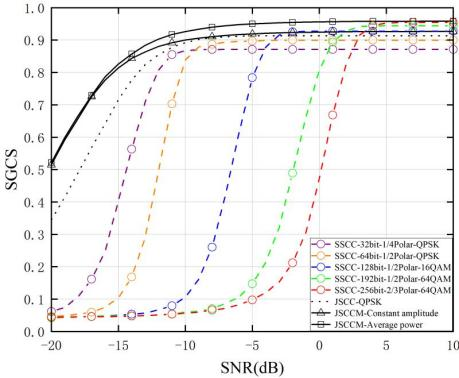 1.0
0.9
0.8
0.7
0.6
0.5
0.4
0.3
0.2
0.1
0.0
SGCS
SSCC-32bit-1/4Polar-QPSK
SSCC-64bit-1/2Polar-QPSK
SSCC-128bit-1/2Polar-16QAM
SSCC-192bit-1/2Polar-64QAM
SSCC-256bit-2/3Polar-64QAM
JSCC-QPSK
JSCCM-Constant amplitude
JSCCM-Average power
-20 -15 -10 -5 0 5 10
SNR(dB)